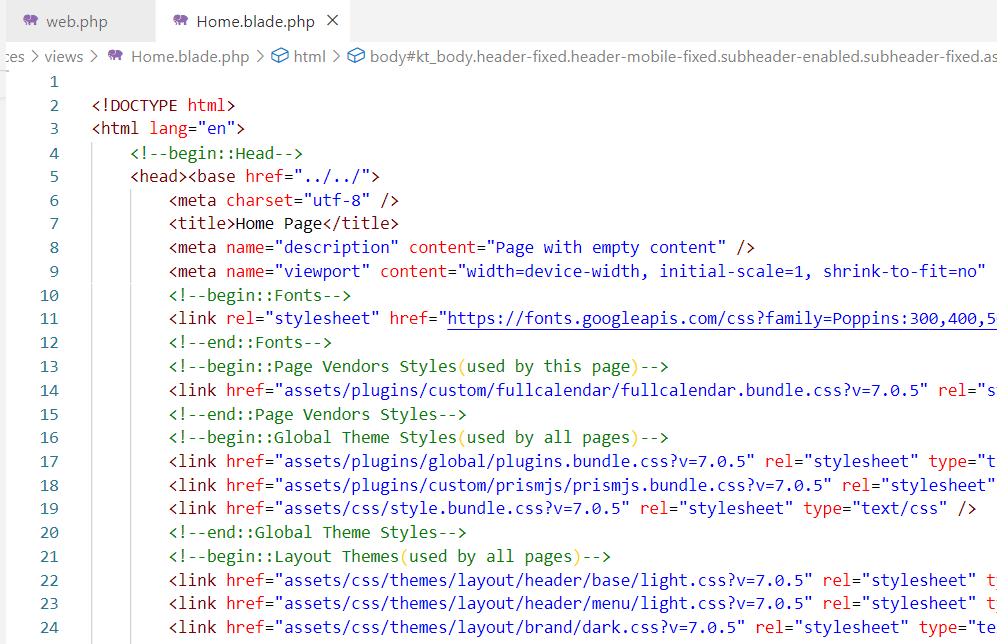 web.php Home.blade.php
views Home.blade.php html body#kt_body.header-fixed.header-mobile-fixed.subheader-enabled.subheader-fixed.as
1
2 <!DOCTYPE html>
3 <html lang="en">
4 <!--begin::Head-->
5 <head><base href="../../">
6 <meta charset="utf-8" />
7 <title>Home Page</title>
8 <meta name="description" content="Page with empty content" />
9 <meta name="viewport" content="width=device-width, initial-scale=1, shrink-to-fit=no"
10 <!--begin::Fonts-->
11 <link rel="stylesheet" href="https://fonts.googleapis.com/css?family=Poppins:300,400,5
12 <!--end::Fonts-->
13 <!--begin::Page Vendors Styles(used by this page)-->
14 <link href="assets/plugins/custom/fullcalendar/fullcalendar.bundle.css?v=7.0.5" rel="s
15 <!--end::Page Vendors Styles-->
16 <!--begin::Global Theme Styles(used by all pages)-->
17 <link href="assets/plugins/global/plugins.bundle.css?v=7.0.5" rel="stylesheet" type="t
18 <link href="assets/plugins/custom/prismjs/prismjs.bundle.css?v=7.0.5" rel="stylesheet"
19 <link href="assets/css/style.bundle.css?v=7.0.5" rel="stylesheet" type="text/css" />
20 <!--end::Global Theme Styles-->
21 <!--begin::Layout Themes(used by all pages)-->
22 <link href="assets/css/themes/layout/header/base/light.css?v=7.0.5" rel="stylesheet" ty
23 <link href="assets/css/themes/layout/header/menu/light.css?v=7.0.5" rel="stylesheet" ty
24 <link href="assets/css/themes/layout/brand/dark.css?v=7.0.5" rel="stylesheet" type="te